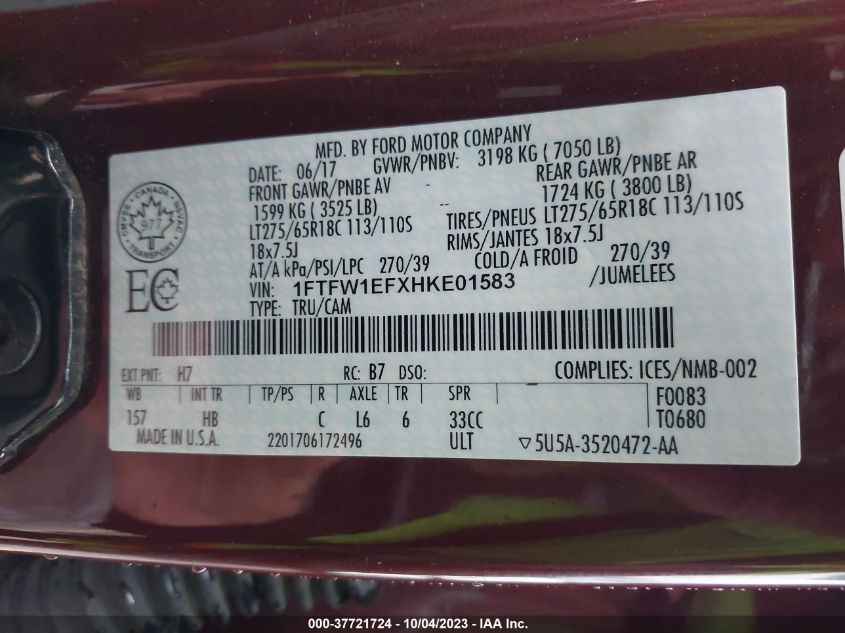 MFD. BY FORD MOTOR COMPANY
DATE: 06/17 GVWR/PNBV: 3198 KG ( 7050 LB)
FRONT GAWR/PNBE AV - REAR GAWR/PNBE AR
1599 KG ( 3525 LB) 1724 KG ( 3800 LB)
LT275/65R18C 113/110S TIRES/PNEUS LT275/65R18C 113/110S
18x7.5J RIMS/JANTES 18x7.5J
AT/A kPa/PSI/LPC 270/39 COLD/A FROID 270/39
VIN: 1FTFW1EFXHKE01583 /JUMELEES
TYPE: TRU/CAM
CANADA
CMVSS NSVAC
977
TRANSPORT
EC
EXT PNT: H7 RC: B7 DSO: COMPLIES: ICES/NMB-002
WB INT TR TP/PS R AXLE TR SPR F0083
157 HB C L6 6 33CC T0680
MADE IN U.S.A. 2201706172496 ULT ▽5U5A-3520472-AA
000-37721724 - 10/04/2023 - IAA Inc.